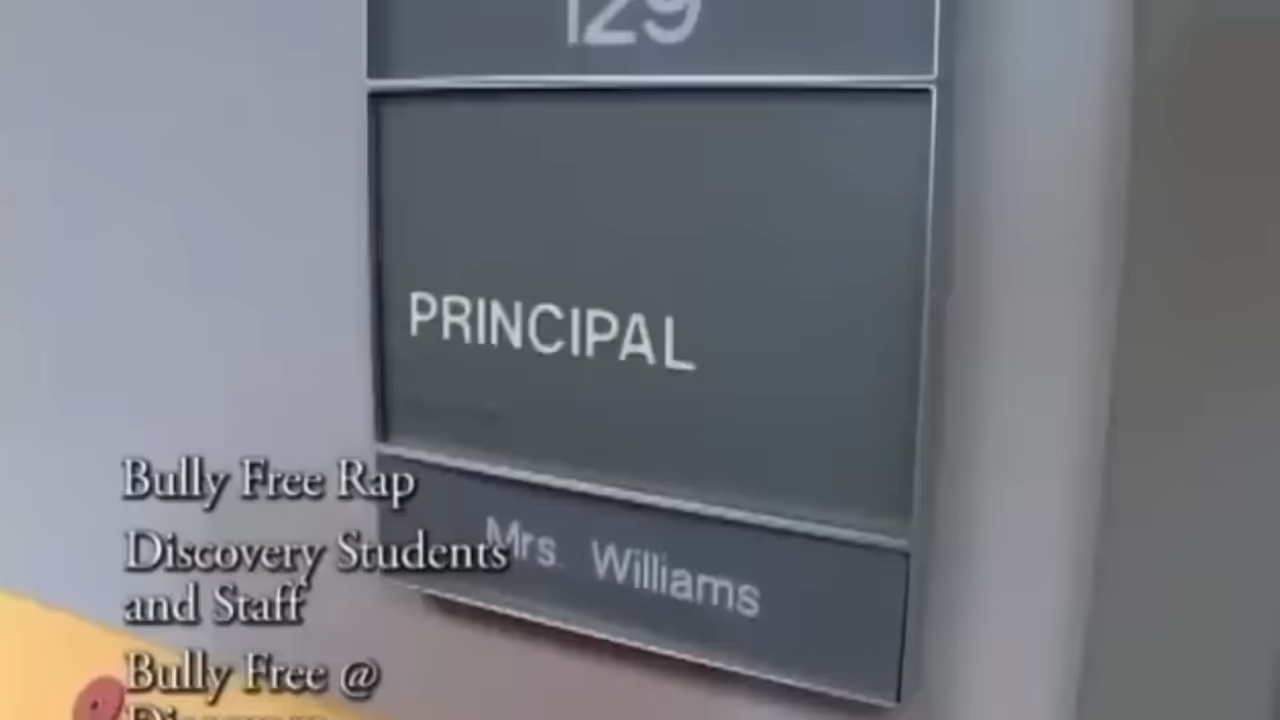 129
PRINCIPAL
Mrs. Williams
Bully Free Rap
Discovery Students
and Staff
Bully Free @